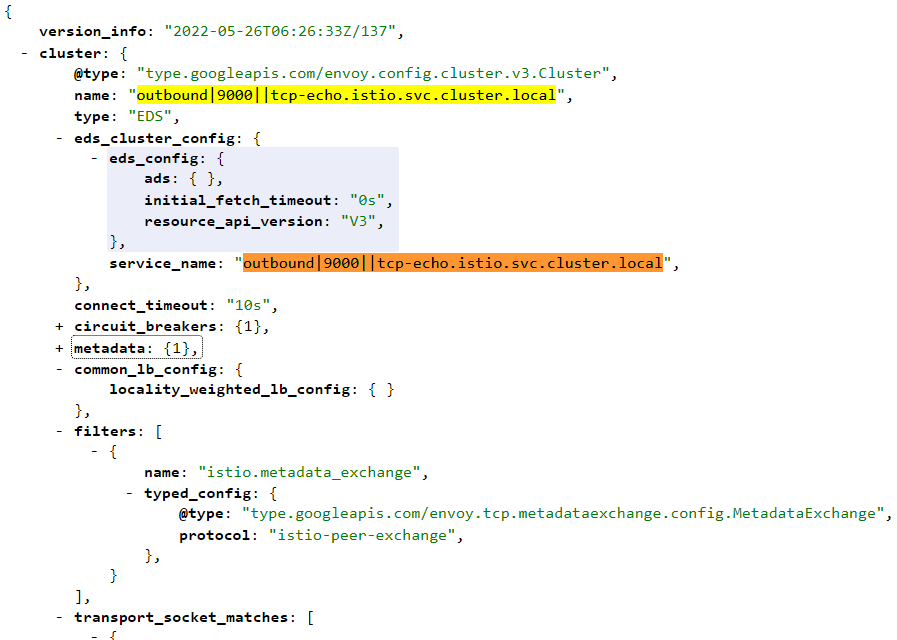 {
version_info: "2022-05-26T06:26:33Z/137",
- cluster: {
@type: "type.googleapis.com/envoy.config.cluster.v3.Cluster",
name: "outbound|9000||tcp-echo.istio.svc.cluster.local",
type: "EDS",
- eds_cluster_config: {
- eds_config: {
ads: { },
initial_fetch_timeout: "0s",
resource_api_version: "V3",
},
service_name: "outbound|9000||tcp-echo.istio.svc.cluster.local",
},
connect_timeout: "10s",
+ circuit_breakers: {1},
+ metadata: {1},
- common_lb_config: {
locality_weighted_lb_config: { }
},
- filters: [
- {
name: "istio.metadata_exchange",
- typed_config: {
@type: "type.googleapis.com/envoy.tcp.metadataexchange.config.MetadataExchange",
protocol: "istio-peer-exchange",
},
}
],
- transport_socket_matches: [
- {